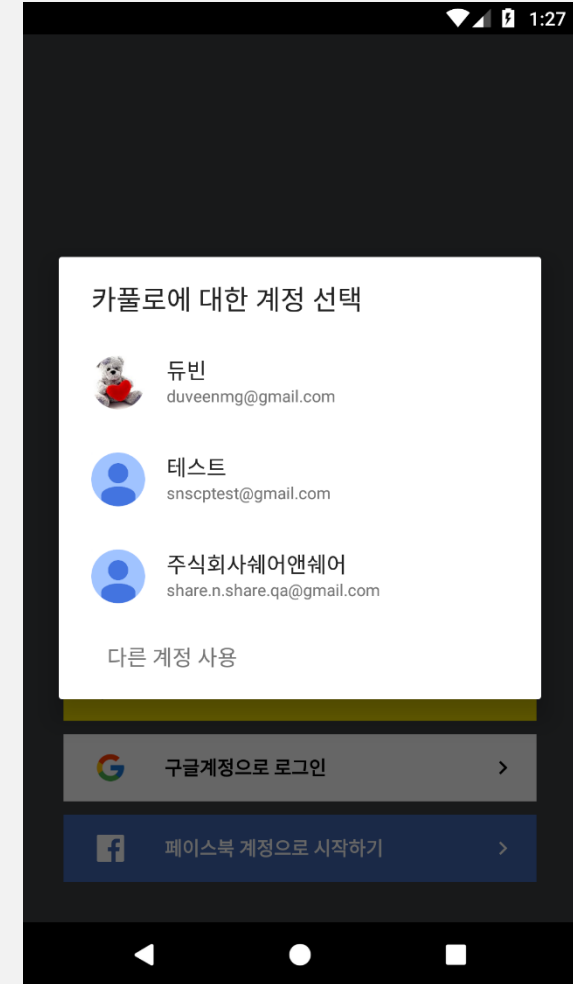 1:27
카풀로에 대한 계정 선택
듀빈
duveenmg@gmail.com
테스트
snscptest@gmail.com
주식회사쉐어앤쉐어
share.n.share.qa@gmail.com
다른 계정 사용
구글계정으로 로그인
페이스북 계정으로 시작하기